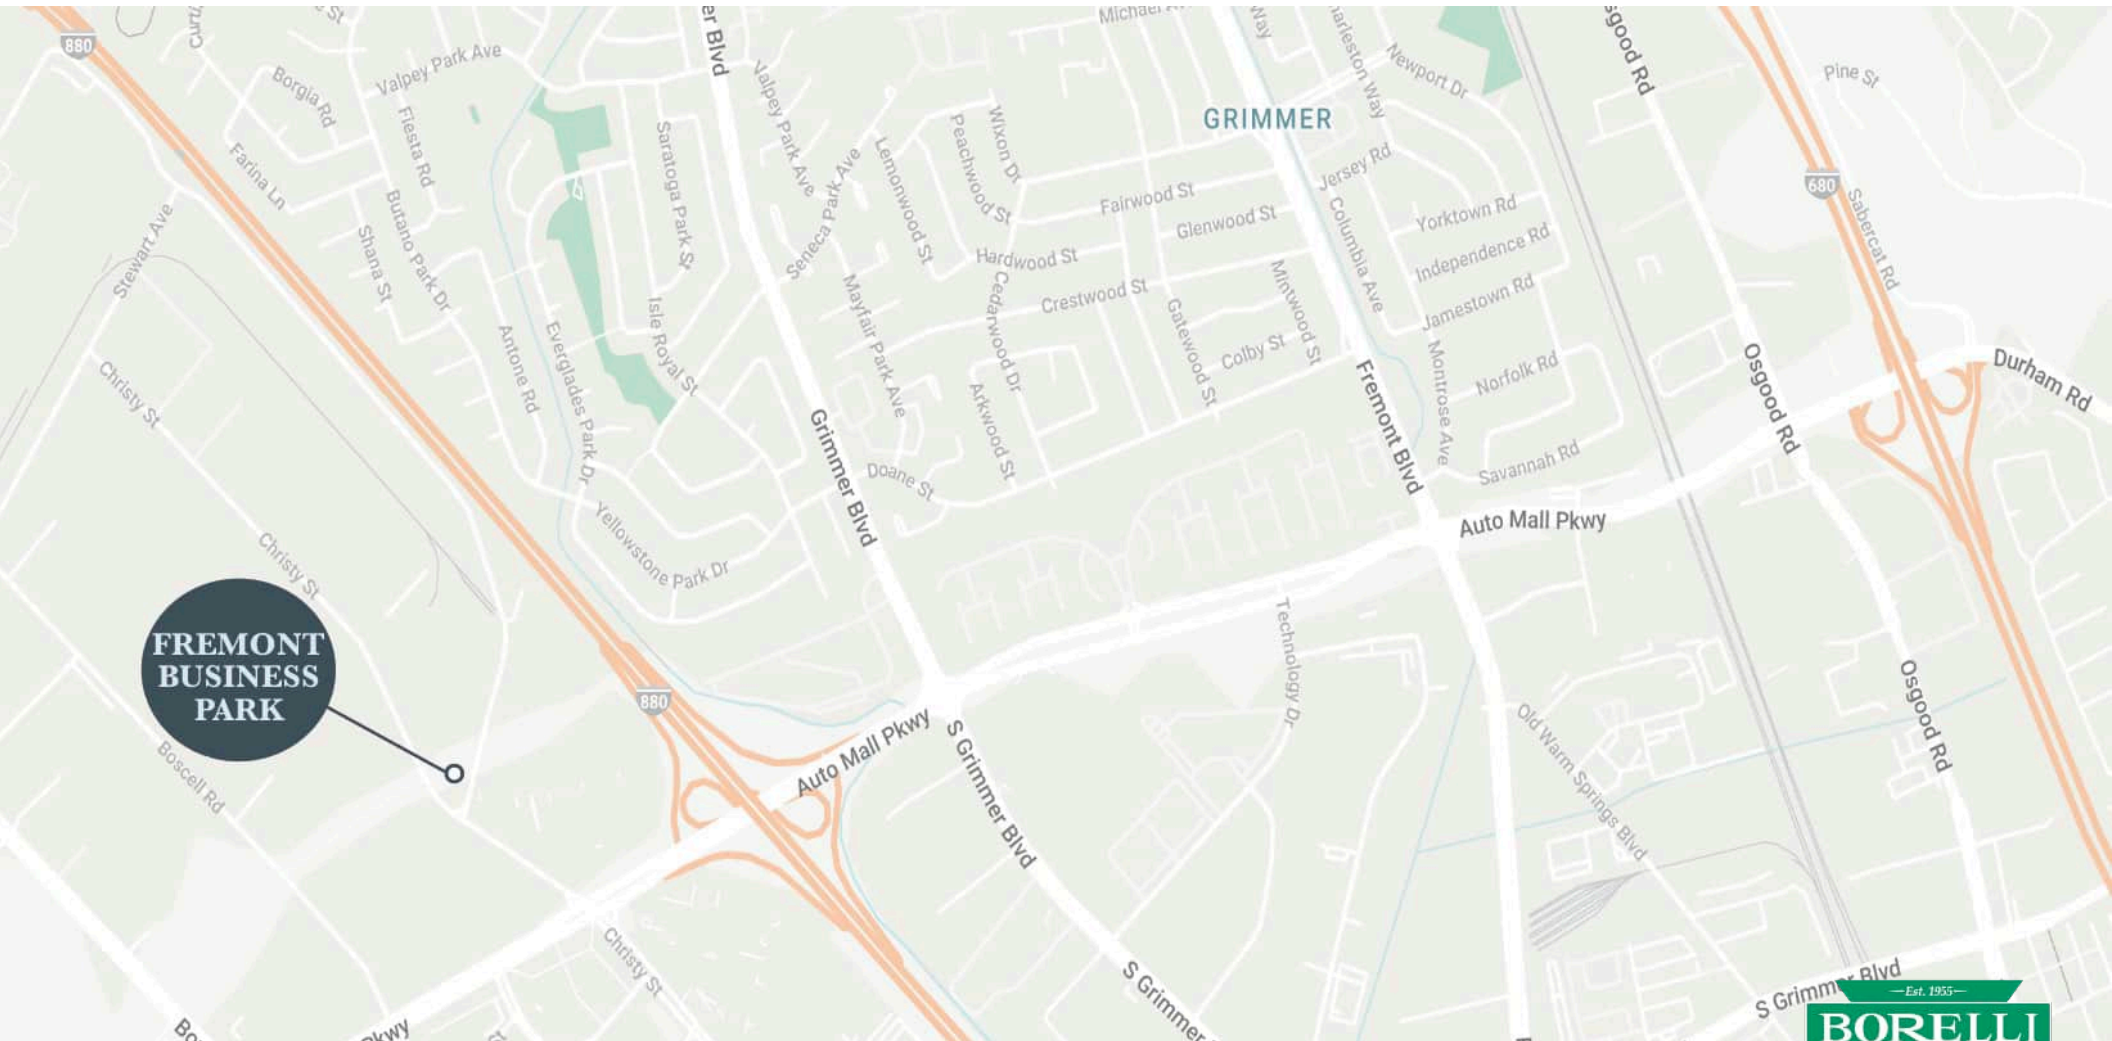 880
Borgia Rd
Valpey Park Ave
Fiesta Rd
Farina Ln
Butano Park Dr
Shana St
Stewart Ave
Christy St
Antone Rd
Everglades Park Dr
Saratoga Park St
Isle Royal St
Valpey Park Ave
Seneca Park Ave
Lemonwood St
Peachwood St
Wixon Dr
Mayfair Park Ave
Hardwood St
Cedarwood Dr
Crestwood St
Arkwood St
Fairwood St
Glenwood St
Gatewood St
Colby St
Mintwood St
GRIMMER
Newport Dr
Jersey Rd
Columbia Ave
Yorktown Rd
Independence Rd
Jamestown Rd
Montrose Ave
Norfolk Rd
Savannah Rd
Pine St
680
Sabercat Rd
Osgood Rd
Durham Rd
Fremont Blvd
Grimmer Blvd
Doane St
Yellowstone Park Dr
Auto Mall Pkwy
Christy St
FREMONT
BUSINESS
PARK
Boscell Rd
880
Auto Mall Pkwy
S Grimmer Blvd
Technology Dr
Old Warm Springs Blvd
Osgood Rd
Christy St
S Grimmer
S Grimmer Blvd
Est. 1955
BORELLI